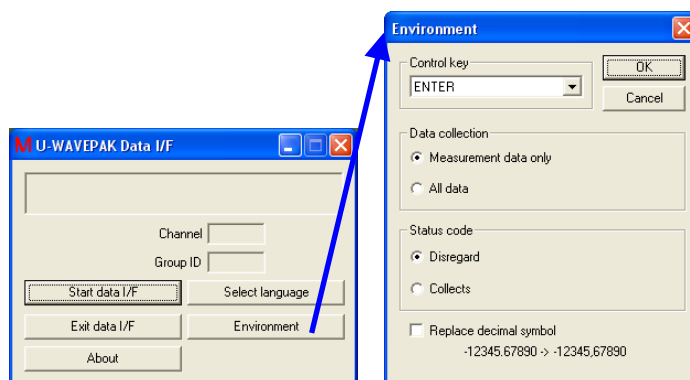 U-WAVEPAK Data I/F
Channel
Group ID
Start data I/F
Select language
Exit data I/F
Environment
About
Environment
Control key
ENTER
OK
Cancel
Data collection
Measurement data only
All data
Status code
Disregard
Collects
Replace decimal symbol
-12345.67890 -> -12345,67890